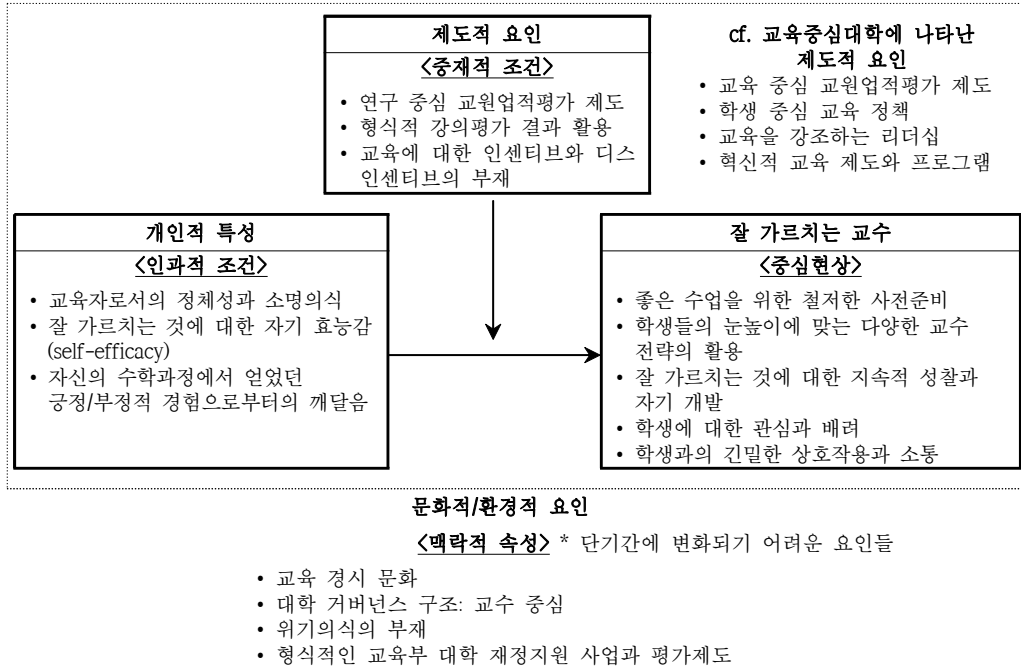 제도적 요인
<중재적 조건>
• 연구 중심 교원업적평가 제도
• 형식적 강의평가 결과 활용
• 교육에 대한 인센티브와 디스
인센티브의 부재
cf. 교육중심대학에 나타난
제도적 요인
• 교육 중심 교원업적평가 제도
• 학생 중심 교육 정책
• 교육을 강조하는 리더십
• 혁신적 교육 제도와 프로그램
개인적 특성
<인과적 조건>
• 교육자로서의 정체성과 소명의식
• 잘 가르치는 것에 대한 자기 효능감
(self-efficacy)
• 자신의 수학과정에서 얻었던
긍정/부정적 경험으로부터의 깨달음
잘 가르치는 교수
<중심현상>
• 좋은 수업을 위한 철저한 사전준비
• 학생들의 눈높이에 맞는 다양한 교수
전략의 활용
• 잘 가르치는 것에 대한 지속적 성찰과
자기 개발
• 학생에 대한 관심과 배려
• 학생과의 긴밀한 상호작용과 소통
문화적/환경적 요인
<맥락적 속성> * 단기간에 변화되기 어려운 요인들
• 교육 경시 문화
• 대학 거버넌스 구조: 교수 중심
• 위기의식의 부재
• 형식적인 교육부 대학 재정지원 사업과 평가제도